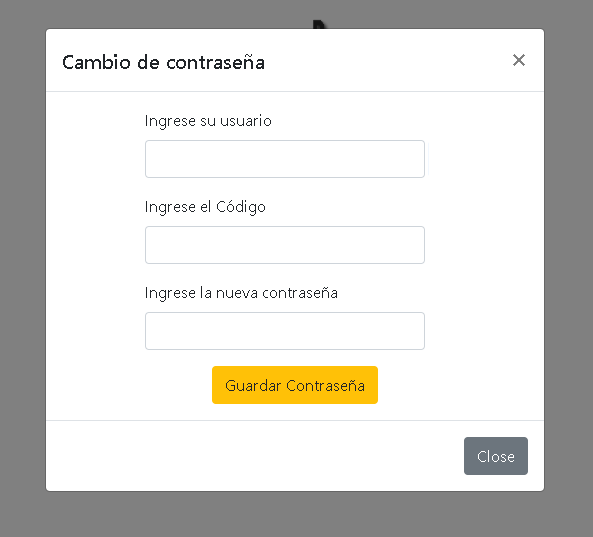 Cambio de contraseña ×
Ingrese su usuario
Ingrese el Código
Ingrese la nueva contraseña
Guardar Contraseña
Close